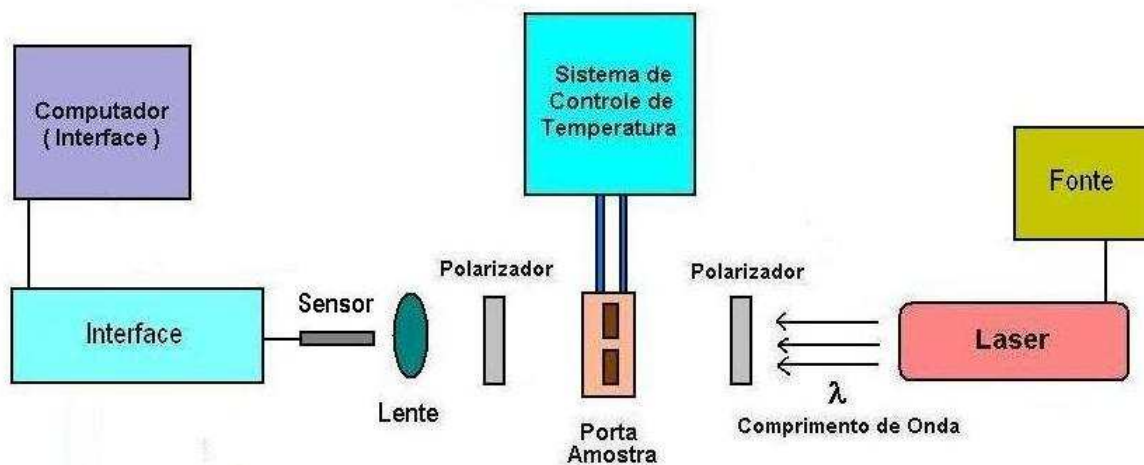 Computador
( Interface )
Sistema de
Controle de
Temperatura
Fonte
Polarizador
Polarizador
Sensor
Interface
Laser
Lente
λ
Porta
Amostra
Comprimento de Onda